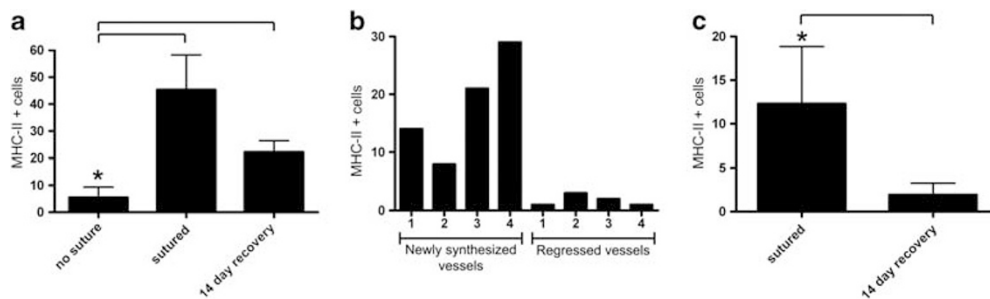 a
MHC-II + cells
60
50
40
30
20
10
0
*
no suture
sutured
14 day recovery
b
MHC-II + cells
30
20
10
0
1 2 3 4 1 2 3 4
Newly synthesized Regressed vessels
vessels
c
MHC-II + cells
20
15
10
5
0
*
sutured
14 day recovery